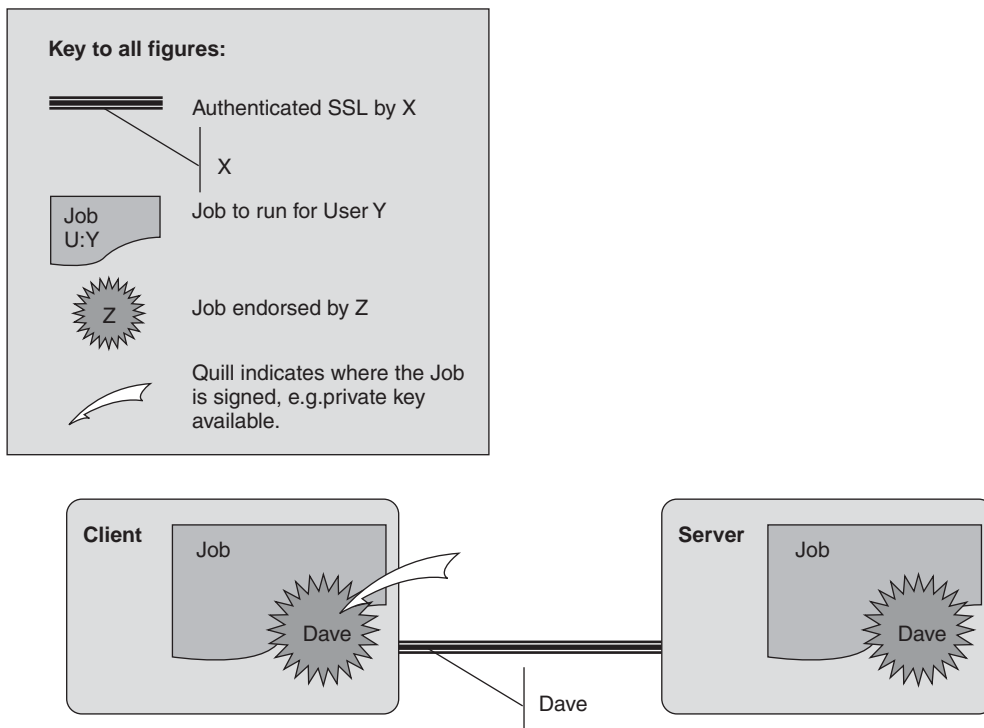 Key to all figures:
Authenticated SSL by X
X
Job
U:Y
Job to run for User Y
Z
Job endorsed by Z
Quill indicates where the Job
is signed, e.g.private key
available.
Client
Job
Dave
Dave
Server
Job
Dave